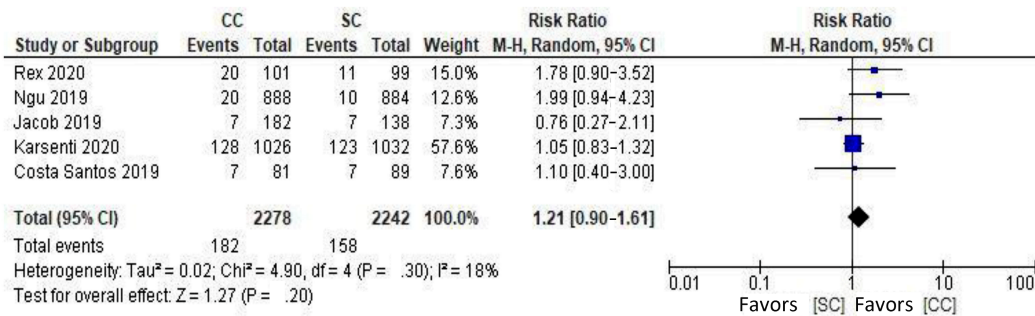 CC SC Risk Ratio Risk Ratio
Study or Subgroup Events Total Events Total Weight M-H, Random, 95% CI M-H, Random, 95% CI
Rex 2020 20 101 11 99 15.0% 1.78 [0.90-3.52]
Ngu 2019 20 888 10 884 12.6% 1.99 [0.94-4.23]
Jacob 2019 7 182 7 138 7.3% 0.76 [0.27-2.11]
Karsenti 2020 128 1026 123 1032 57.6% 1.05 [0.83-1.32]
Costa Santos 2019 7 81 7 89 7.6% 1.10 [0.40-3.00]
Total (95% CI) 2278 2242 100.0% 1.21 [0.90-1.61]
Total events 182 158
Heterogeneity: Tau² = 0.02; Chi² = 4.90, df = 4 (P = .30); I² = 18%
Test for overall effect: Z = 1.27 (P = .20)
0.01 0.1 1 10 100
Favors [SC] Favors [CC]